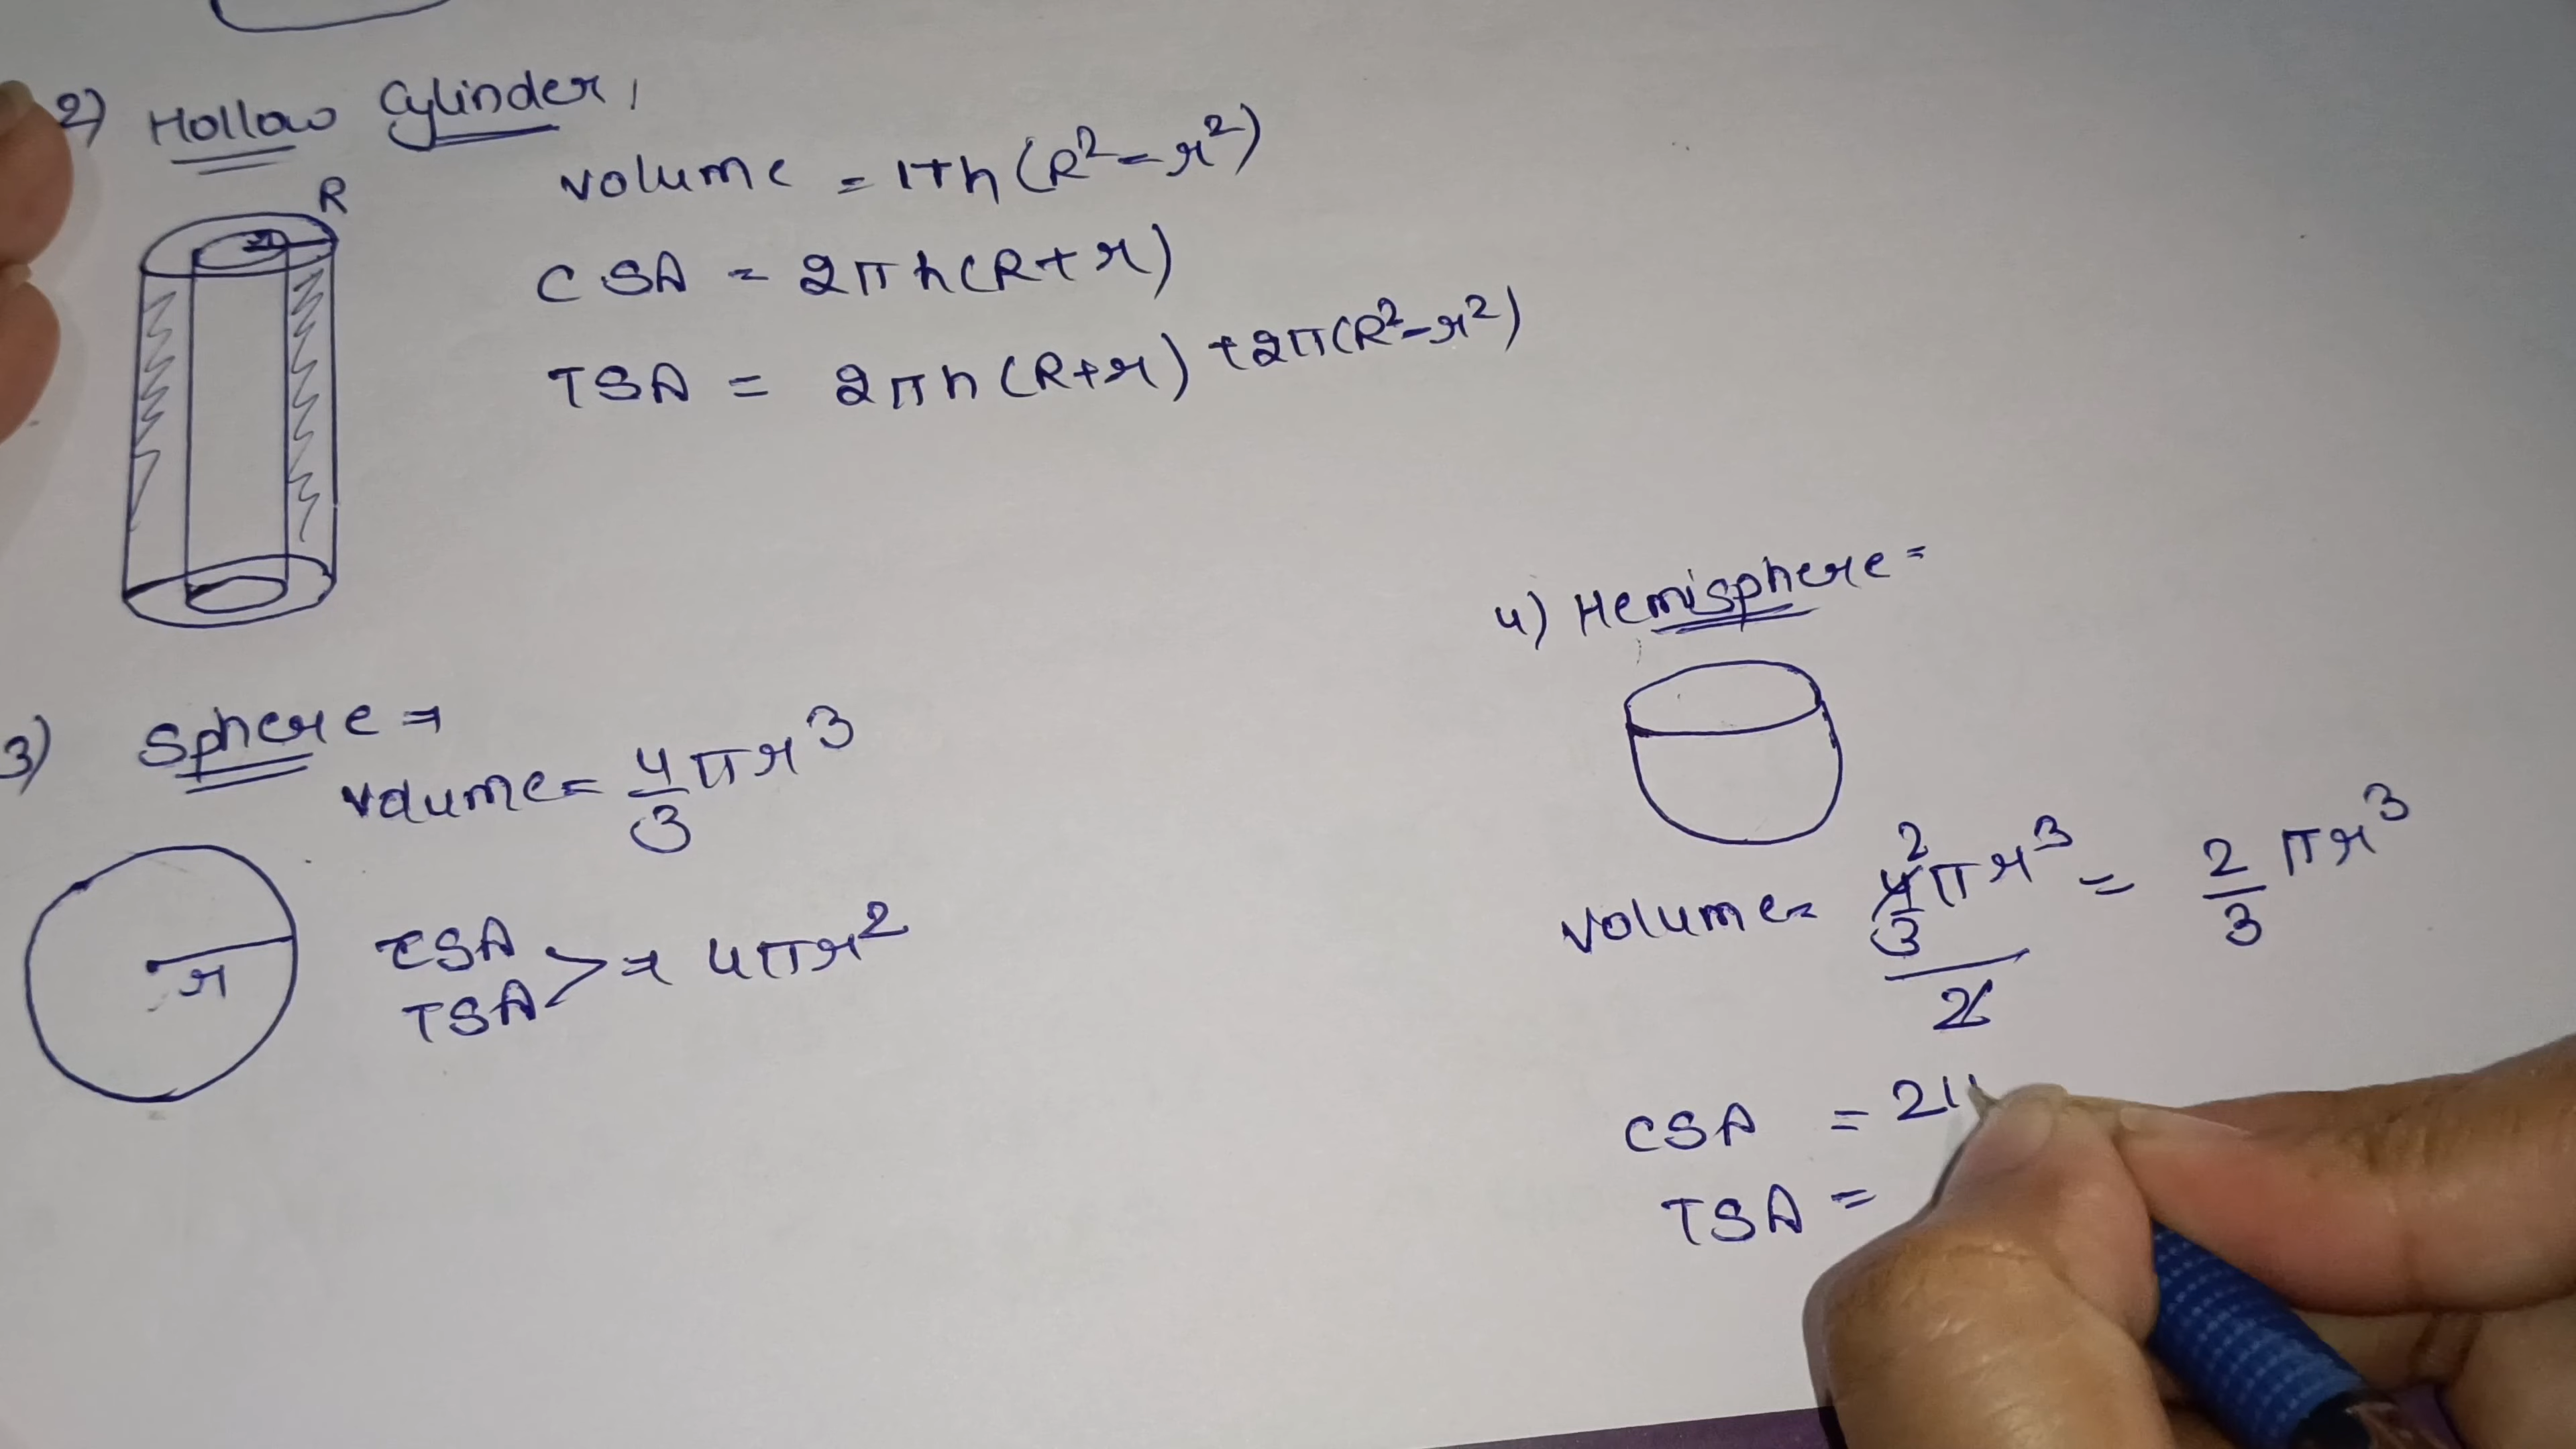 2) Hollow Cylinder,
R
r
Volume = πh(R²-r²)
CSA = 2πh(R+r)
TSA = 2πh(R+r) +2π(R²-r²)
3) Sphere ⇒
Volume = 4/3 πr³
r
CSA
TSA > ⇒ 4πr²
4) Hemisphere =
2
Volume = 4/3 πr³ / 2 = 2/3 πr³
CSA = 2
TSA =